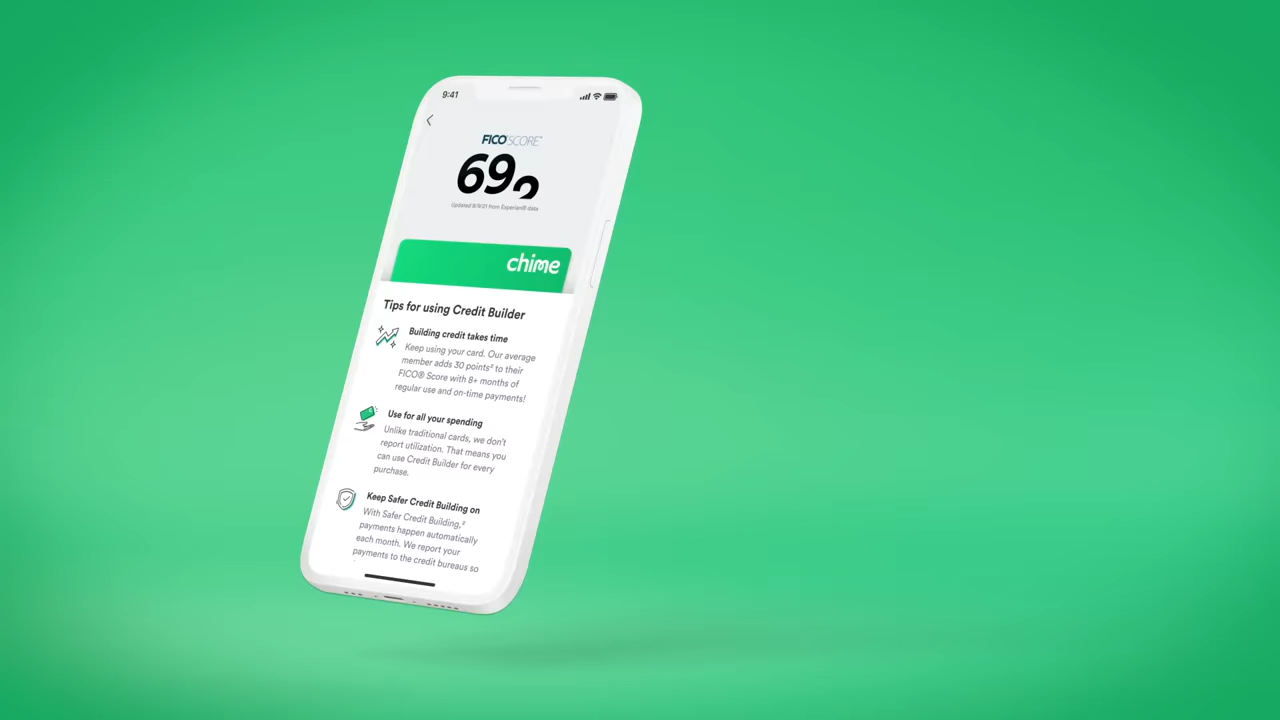 9:41
FICO® SCORE™
69
Updated 8/9/21 from Experian® data
chime
Tips for using Credit Builder
Building credit takes time
Keep using your card. Our average
member adds 30 points² to their
FICO® Score with 8+ months of
regular use and on-time payments!
Use for all your spending
Unlike traditional cards, we don't
report utilization. That means you
can use Credit Builder for every
purchase.
Keep Safer Credit Building on
With Safer Credit Building,²
payments happen automatically
each month. We report your
payments to the credit bureaus so